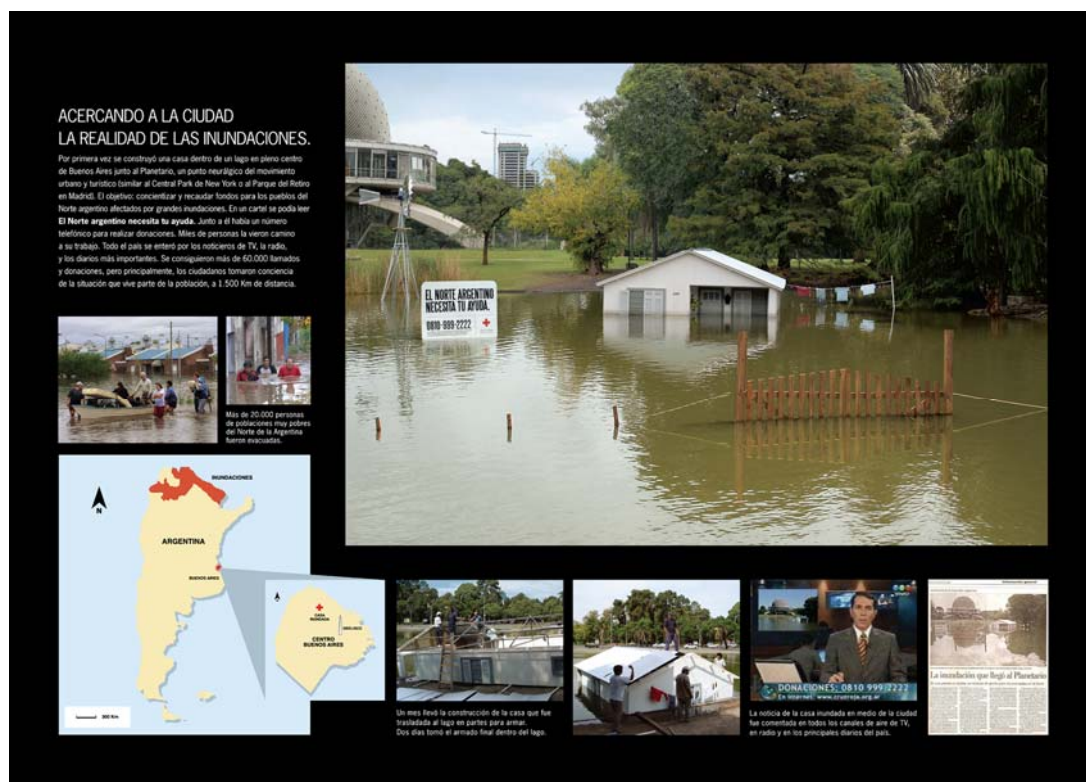 ACERCANDO A LA CIUDAD
LA REALIDAD DE LAS INUNDACIONES.
Por primera vez se construyó una casa dentro de un lago en pleno centro
de Buenos Aires junto al Planetario, un punto neurálgico del movimiento
urbano y turístico (similar al Central Park de New York o al Parque del Retiro
en Madrid). El objetivo: concientizar y recaudar fondos para los pueblos del
Norte argentino afectados por grandes inundaciones. En un cartel se podía leer
El Norte argentino necesita tu ayuda. Junto a él había un número
telefónico para realizar donaciones. Miles de personas la vieron camino
a su trabajo. Todo el país se enteró por los noticieros de TV, la radio,
y los diarios más importantes. Se consiguieron más de 60.000 llamados
y donaciones, pero principalmente, los ciudadanos tomaron conciencia
de la situación que vive parte de la población, a 1.500 Km de distancia.
EL NORTE ARGENTINO
NECESITA TU AYUDA.
0810-999-2222
Más de 20.000 personas
de poblaciones muy pobres
del Norte de la Argentina
fueron evacuadas.
INUNDACIONES
N
ARGENTINA
BUENOS AIRES
300 Km
CASA
INUNDADA
OBELISCO
CENTRO
BUENOS AIRES
Un mes llevó la construcción de la casa que fue
trasladada al lago en partes para armar.
Dos días tomó el armado final dentro del lago.
DONACIONES: 0810 999 2222
En Internet: www.cruzroja.org.ar
La noticia de la casa inundada en medio de la ciudad
fue comentada en todos los canales de aire de TV,
en radio y en los principales diarios del país.
La inundación que llegó al Planetario